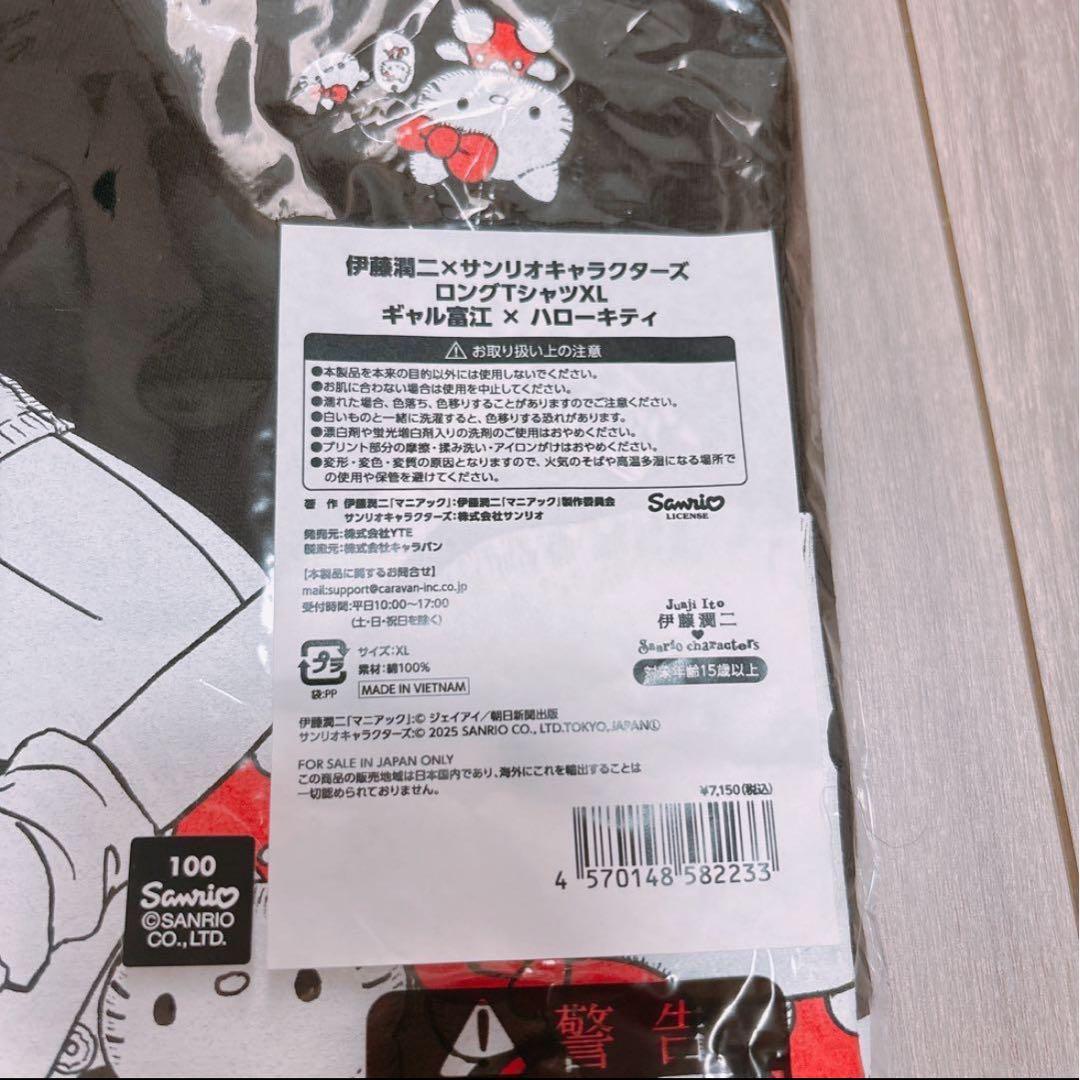 伊藤潤二×サンリオキャラクターズ
ロングTシャツXL
ギャル富江 × ハローキティ
お取り扱い上の注意
●本製品を本来の目的以外には使用しないでください。
●お肌に合わない場合は使用を中止してください。
●濡れた場合、色落ち、色移りすることがありますのでご注意ください。
●白いものと一緒に洗濯すると、色移りする恐れがあります。
●漂白剤や蛍光増白剤入りの洗剤のご使用はおやめください。
●プリント部分の摩擦・揉み洗い・アイロンがけはおやめください。
●変形・変色・変質の原因となりますので、火気のそばや高温多湿になる場所で
の使用や保管を避けてください。
著 作 伊藤潤二『マニアック』:伊藤潤二『マニアック』製作委員会
サンリオキャラクターズ:株式会社サンリオ
発売元:株式会社YTE
製造元:株式会社キャラバン
Sanrio
LICENSE
【本製品に関するお問合せ】
mail:support@caravan-inc.co.jp
受付時間:平日10:00〜17:00
(土・日・祝日を除く)
Junji Ito
伊藤潤二
Sanrio characters
対象年齢15歳以上
プラ
袋:PP
サイズ:XL
素材:綿100%
MADE IN VIETNAM
伊藤潤二『マニアック』:© ジェイアイ/朝日新聞出版
サンリオキャラクターズ:© 2025 SANRIO CO., LTD.TOKYO,JAPANⓁ
FOR SALE IN JAPAN ONLY
この商品の販売地域は日本国内であり、海外にこれを輸出することは
一切認められておりません。
¥7,150(税込)
4 570148 582233
100
Sanrio
©SANRIO
CO.,LTD.
警告